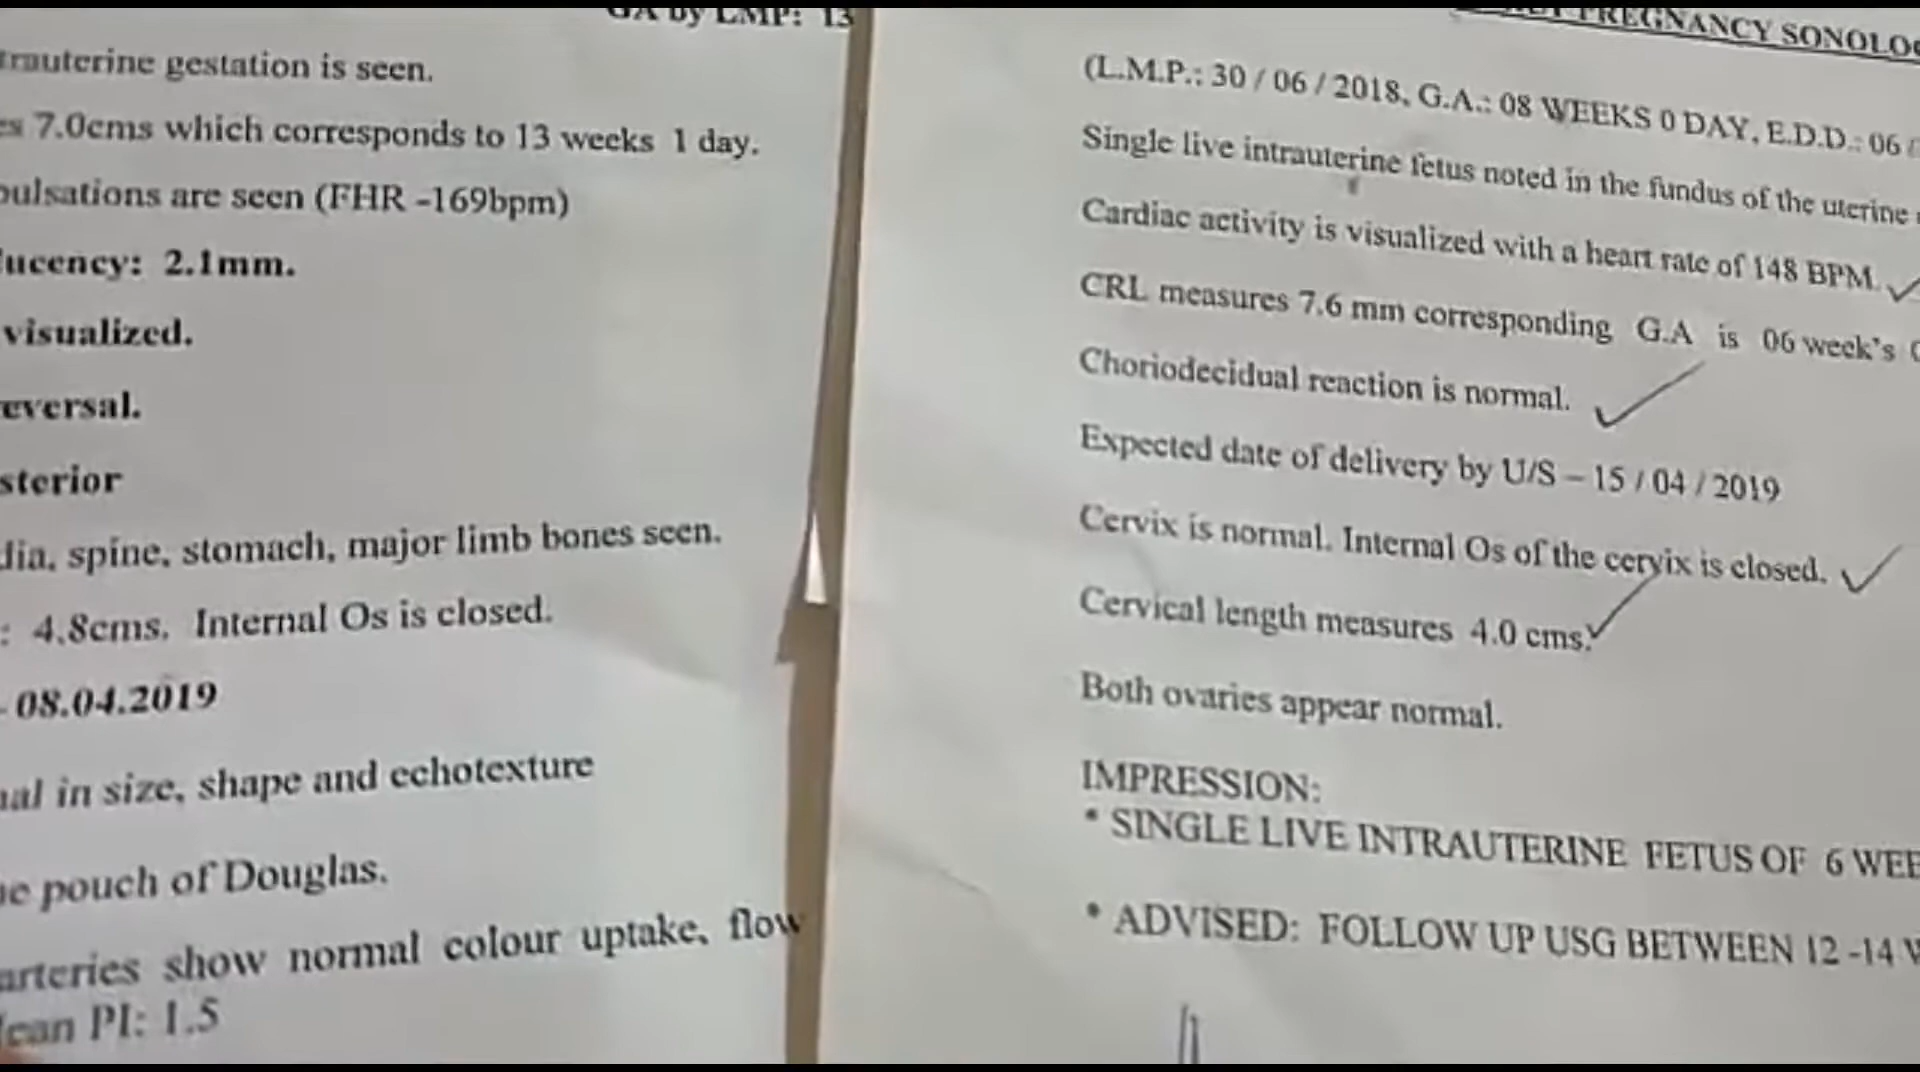 GA by LMP: 13
trauterine gestation is seen.
es 7.0cms which corresponds to 13 weeks 1 day.
pulsations are seen (FHR -169bpm)
ucency: 2.1mm.
visualized.
eversal.
sterior
dia, spine, stomach, major limb bones seen.
: 4.8cms. Internal Os is closed.
- 08.04.2019
nal in size, shape and echotexture
he pouch of Douglas.
arteries show normal colour uptake, flow
ean PI: 1.5
PREGNANCY SONOLOG
(L.M.P.: 30 / 06 / 2018, G.A.: 08 WEEKS 0 DAY, E.D.D.: 06 /
Single live intrauterine fetus noted in the fundus of the uterine
Cardiac activity is visualized with a heart rate of 148 BPM.
CRL measures 7.6 mm corresponding G.A is 06 week's
Choriodecidual reaction is normal.
Expected date of delivery by U/S – 15 / 04 / 2019
Cervix is normal. Internal Os of the cervix is closed.
Cervical length measures 4.0 cms.
Both ovaries appear normal.
IMPRESSION:
* SINGLE LIVE INTRAUTERINE FETUS OF 6 WEE
* ADVISED: FOLLOW UP USG BETWEEN 12 -14 W